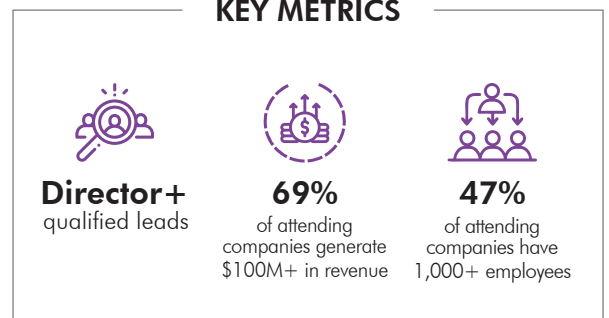 KEY METRICS
$
Director+
qualified leads
69%
of attending
companies generate
$100M+ in revenue
47%
of attending
companies have
1,000+ employees